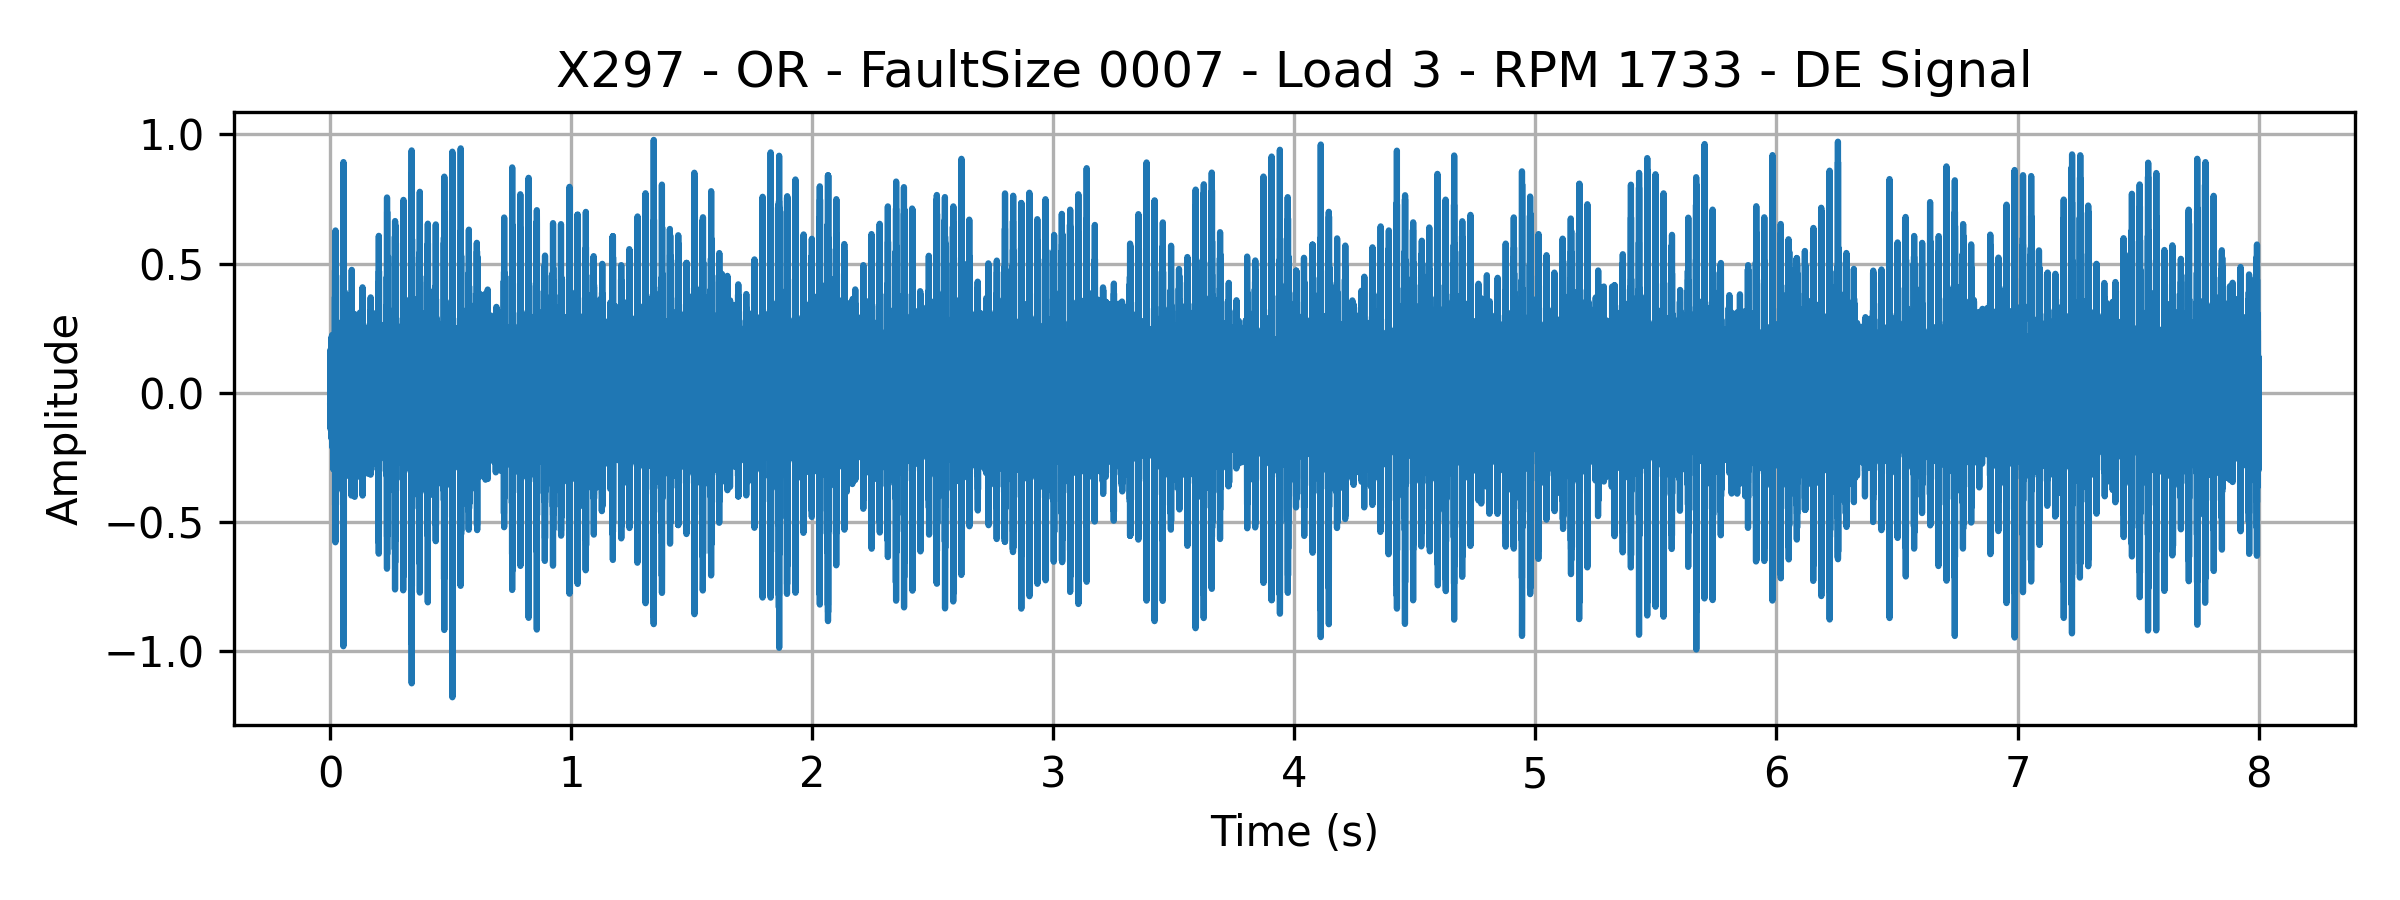 X297 - OR - FaultSize 0007 - Load 3 - RPM 1733 - DE Signal
1.0
0.5
0.0
−0.5
−1.0
Amplitude
0 1 2 3 4 5 6 7 8
Time (s)